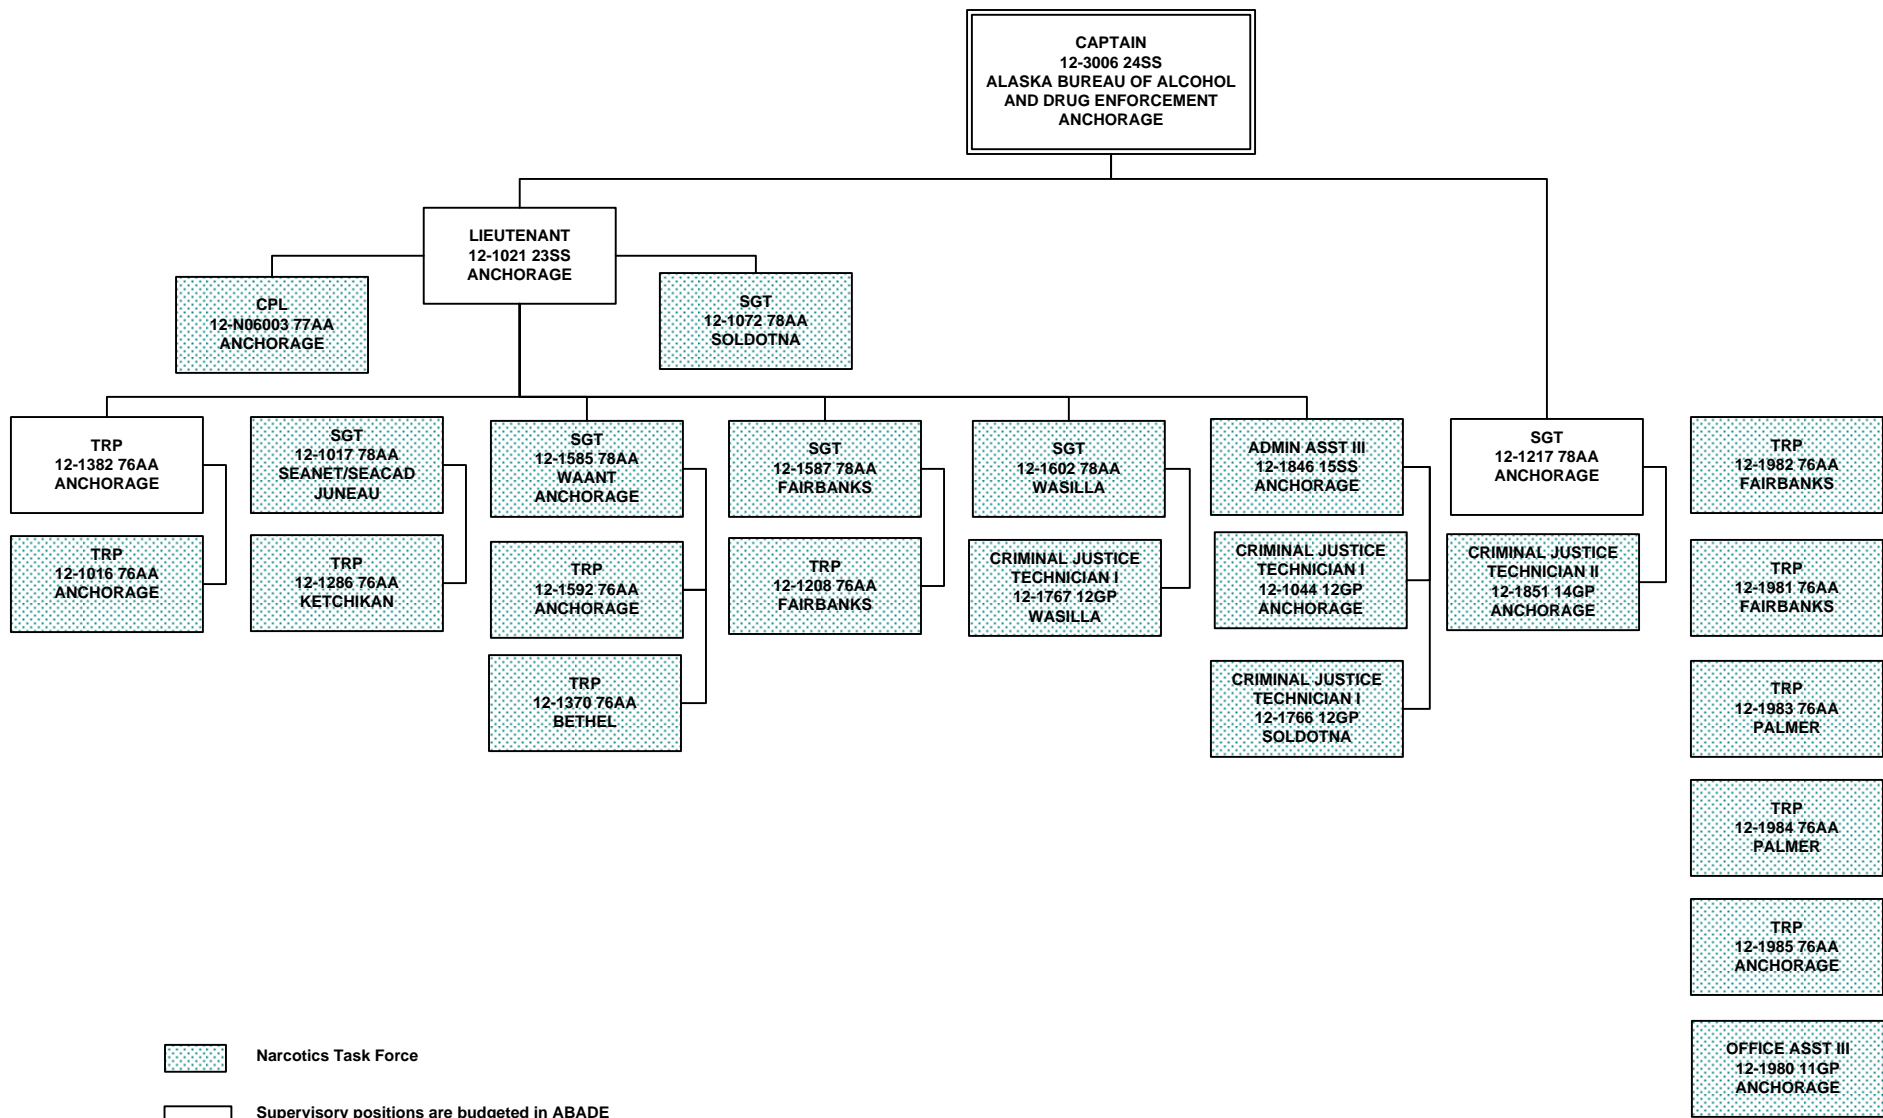 CAPTAIN
12-3006 24SS
ALASKA BUREAU OF ALCOHOL
AND DRUG ENFORCEMENT
ANCHORAGE
LIEUTENANT
12-1021 23SS
ANCHORAGE
CPL
12-N06003 77AA
ANCHORAGE
SGT
12-1072 78AA
SOLDOTNA
TRP
12-1382 76AA
ANCHORAGE
SGT
12-1017 78AA
SEANET/SEACAD
JUNEAU
SGT
12-1585 78AA
WAANT
ANCHORAGE
SGT
12-1587 78AA
FAIRBANKS
SGT
12-1602 78AA
WASILLA
ADMIN ASST III
12-1846 15SS
ANCHORAGE
SGT
12-1217 78AA
ANCHORAGE
TRP
12-1982 76AA
FAIRBANKS
TRP
12-1016 76AA
ANCHORAGE
TRP
12-1286 76AA
KETCHIKAN
TRP
12-1592 76AA
ANCHORAGE
TRP
12-1208 76AA
FAIRBANKS
CRIMINAL JUSTICE
TECHNICIAN I
12-1767 12GP
WASILLA
CRIMINAL JUSTICE
TECHNICIAN I
12-1044 12GP
ANCHORAGE
CRIMINAL JUSTICE
TECHNICIAN II
12-1851 14GP
ANCHORAGE
TRP
12-1981 76AA
FAIRBANKS
TRP
12-1370 76AA
BETHEL
CRIMINAL JUSTICE
TECHNICIAN I
12-1766 12GP
SOLDOTNA
TRP
12-1983 76AA
PALMER
TRP
12-1984 76AA
PALMER
TRP
12-1985 76AA
ANCHORAGE
OFFICE ASST III
12-1980 11GP
ANCHORAGE
Narcotics Task Force
Supervisory positions are budgeted in ABADE